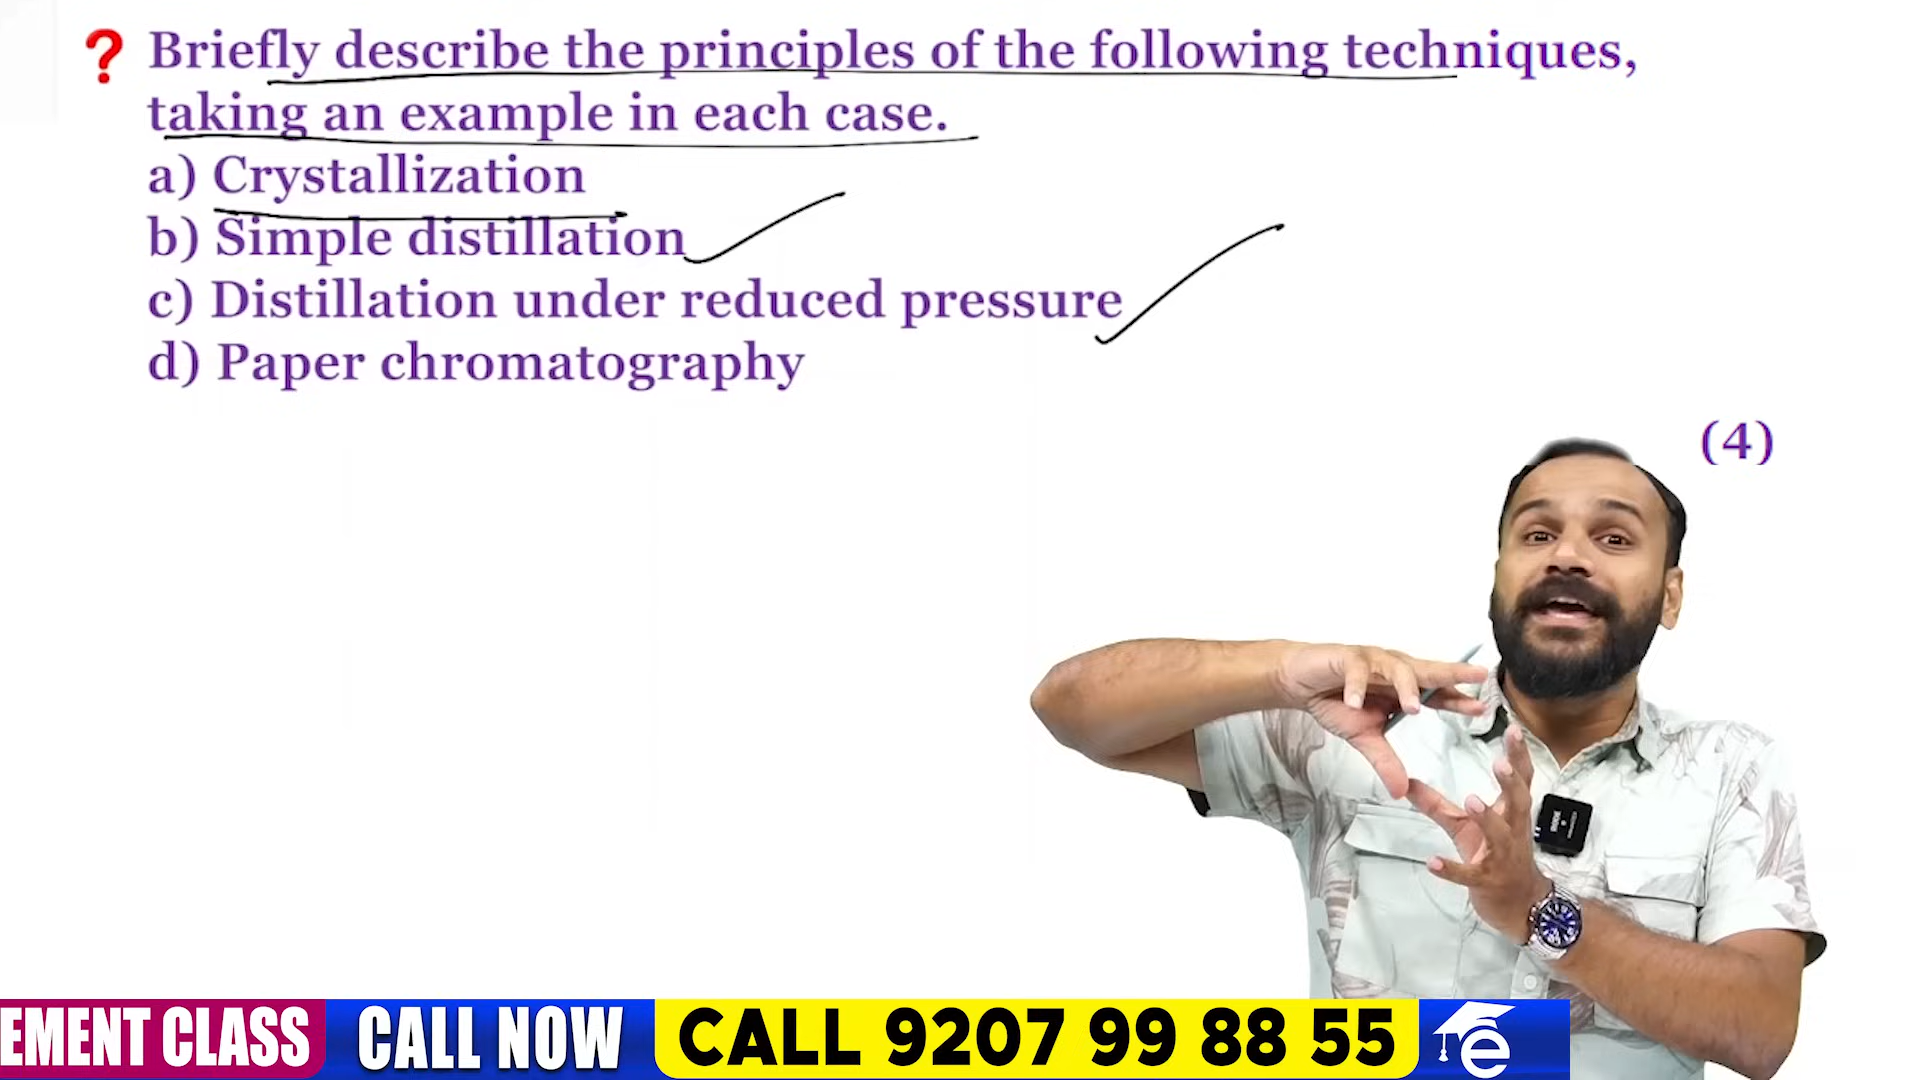 ❓ Briefly describe the principles of the following techniques,
taking an example in each case.
a) Crystallization
b) Simple distillation
c) Distillation under reduced pressure
d) Paper chromatography
(4)
EMENT CLASS
CALL NOW
CALL 9207 99 88 55
e